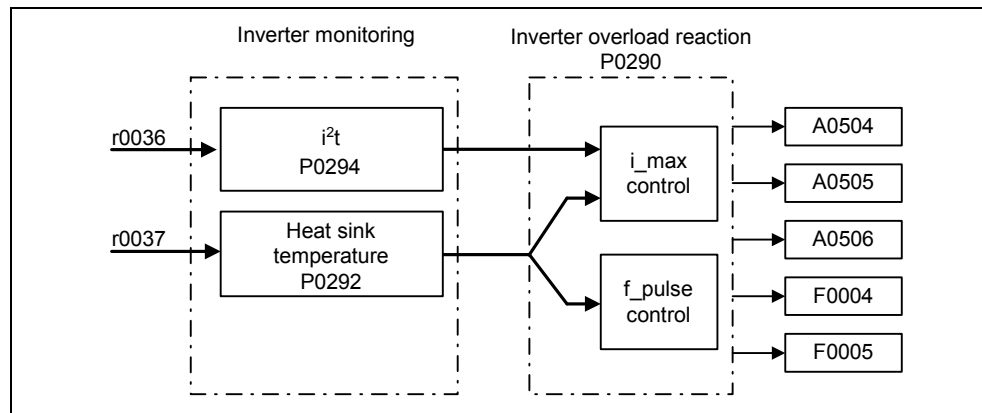 Inverter monitoring
Inverter overload reaction
P0290
r0036
i²t
P0294
r0037
Heat sink
temperature
P0292
i_max
control
f_pulse
control
A0504
A0505
A0506
F0004
F0005